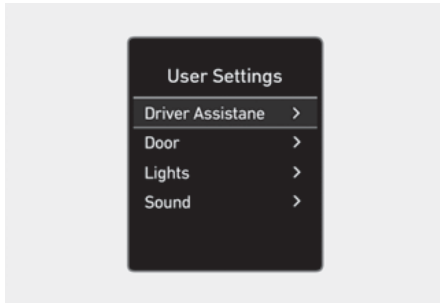 User Settings
Driver Assistane >
Door >
Lights >
Sound >